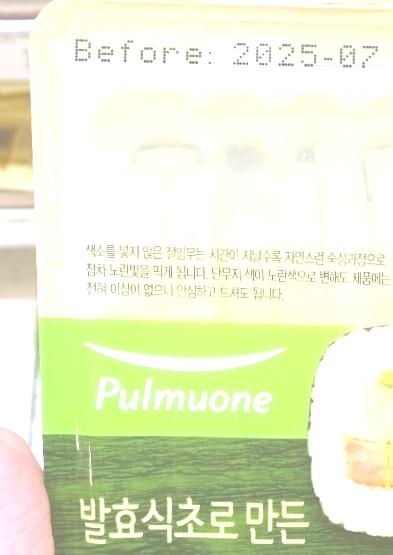 Before: 2025-07
색소를 넣지 않은 절임무는 시간이 지날수록 자연스런 숙성과정으로
점차 노란빛을 띄게 됩니다. 단무지 색이 노란색으로 변해도 제품에는
전혀 이상이 없으니 안심하고 드셔도 됩니다.
Pulmuone
발효식초로 만든